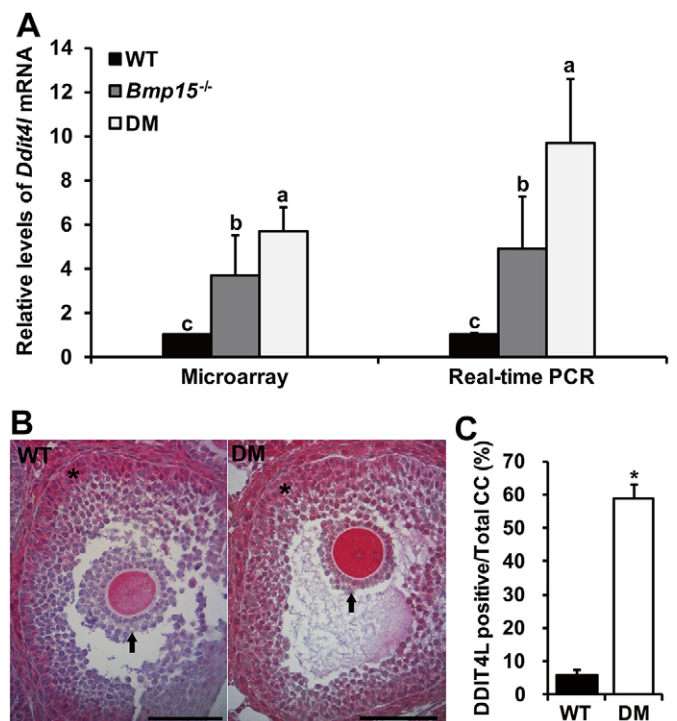 A
Relative levels of Ddit4l mRNA
14
12
10
8
6
4
2
0
WT
Bmp15-/-
DM
c
b
a
c
b
a
Microarray
Real-time PCR
B
WT
*
DM
*
C
DDIT4L positive/Total CC (%)
70
60
50
40
30
20
10
0
*
WT
DM